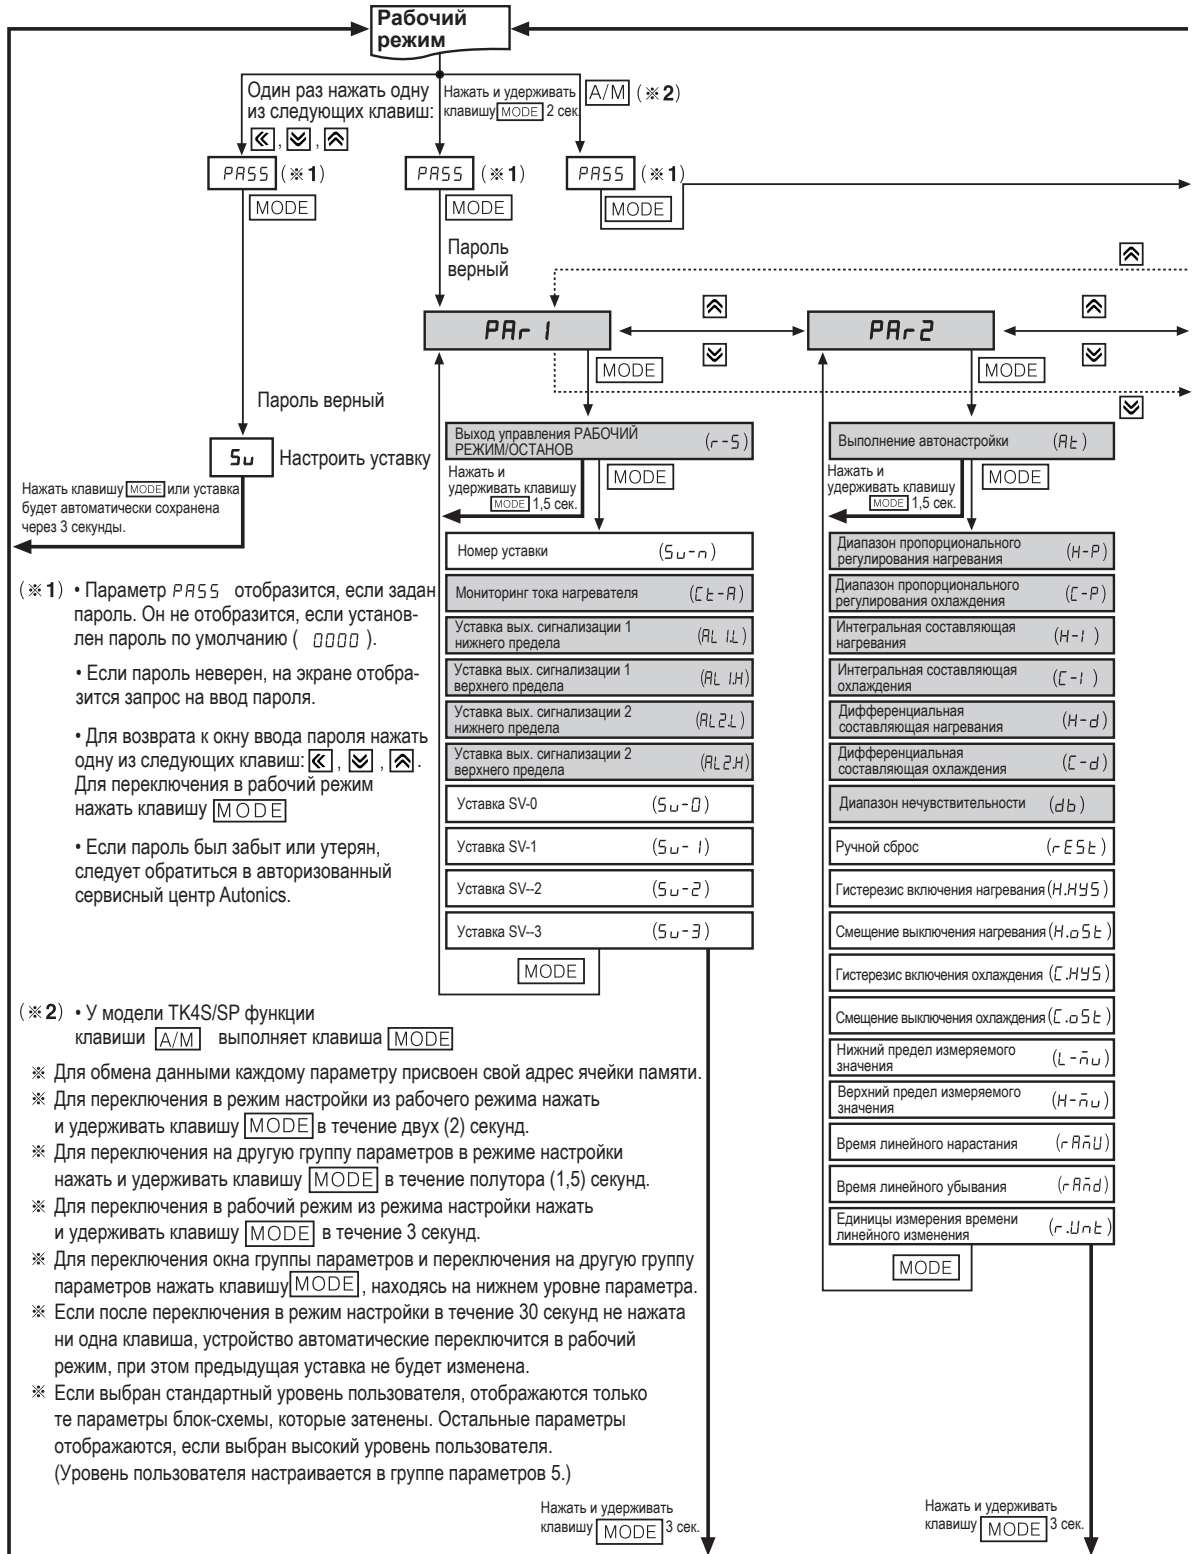 Рабочий
режим
Один раз нажать одну
из следующих клавиш:
Нажать и удерживать
клавишу MODE 2 сек.
A/M (※2)
, ,
PASS (※1)
PASS (※1)
PASS (※1)
MODE
MODE
MODE
Пароль
верный
PAr 1
PAr2
MODE
MODE
Пароль верный
Su
Настроить уставку
Нажать клавишу MODE или уставка
будет автоматически сохранена
через 3 секунды.
Выход управления РАБОЧИЙ
РЕЖИМ/ОСТАНОВ (r-S)
Нажать и
удерживать клавишу
MODE 1,5 сек.
MODE
Номер уставки (Su-n)
Мониторинг тока нагревателя (Ct-A)
Уставка вых. сигнализации 1
нижнего предела (AL1.L)
Уставка вых. сигнализации 1
верхнего предела (AL1.H)
Уставка вых. сигнализации 2
нижнего предела (AL2.L)
Уставка вых. сигнализации 2
верхнего предела (AL2.H)
Уставка SV-0 (Su-0)
Уставка SV-1 (Su-1)
Уставка SV--2 (Su-2)
Уставка SV--3 (Su-3)
MODE
Выполнение автонастройки (At)
Нажать и
удерживать клавишу
MODE 1,5 сек.
MODE
Диапазон пропорционального
регулирования нагревания (H-P)
Диапазон пропорционального
регулирования охлаждения (C-P)
Интегральная составляющая
нагревания (H-I)
Интегральная составляющая
охлаждения (C-I)
Дифференциальная
составляющая нагревания (H-d)
Дифференциальная
составляющая охлаждения (C-d)
Диапазон нечувствительности (db)
Ручной сброс (rESt)
Гистерезис включения нагревания (H.HYS)
Смещение выключения нагревания (H.oSt)
Гистерезис включения охлаждения (C.HYS)
Смещение выключения охлаждения (C.oSt)
Нижний предел измеряемого
значения (L-n̄u)
Верхний предел измеряемого
значения (H-n̄u)
Время линейного нарастания (rAn̄U)
Время линейного убывания (rAn̄d)
Единицы измерения времени
линейного изменения (r.Unt)
MODE
(※1) • Параметр PASS отобразится, если задан
пароль. Он не отобразится, если установ-
лен пароль по умолчанию ( 0000 ).
• Если пароль неверен, на экране отобра-
зится запрос на ввод пароля.
• Для возврата к окну ввода пароля нажать
одну из следующих клавиш: , , .
Для переключения в рабочий режим
нажать клавишу MODE
• Если пароль был забыт или утерян,
следует обратиться в авторизованный
сервисный центр Autonics.
(※2) • У модели TK4S/SP функции
клавиши A/M выполняет клавиша MODE
※ Для обмена данными каждому параметру присвоен свой адрес ячейки памяти.
※ Для переключения в режим настройки из рабочего режима нажать
и удерживать клавишу MODE в течение двух (2) секунд.
※ Для переключения на другую группу параметров в режиме настройки
нажать и удерживать клавишу MODE в течение полутора (1,5) секунд.
※ Для переключения в рабочий режим из режима настройки нажать
и удерживать клавишу MODE в течение 3 секунд.
※ Для переключения окна группы параметров и переключения на другую группу
параметров нажать клавишу MODE, находясь на нижнем уровне параметра.
※ Если после переключения в режим настройки в течение 30 секунд не нажата
ни одна клавиша, устройство автоматические переключится в рабочий
режим, при этом предыдущая уставка не будет изменена.
※ Если выбран стандартный уровень пользователя, отображаются только
те параметры блок-схемы, которые затенены. Остальные параметры
отображаются, если выбран высокий уровень пользователя.
(Уровень пользователя настраивается в группе параметров 5.)
Нажать и удерживать
клавишу MODE 3 сек.
Нажать и удерживать
клавишу MODE 3 сек.